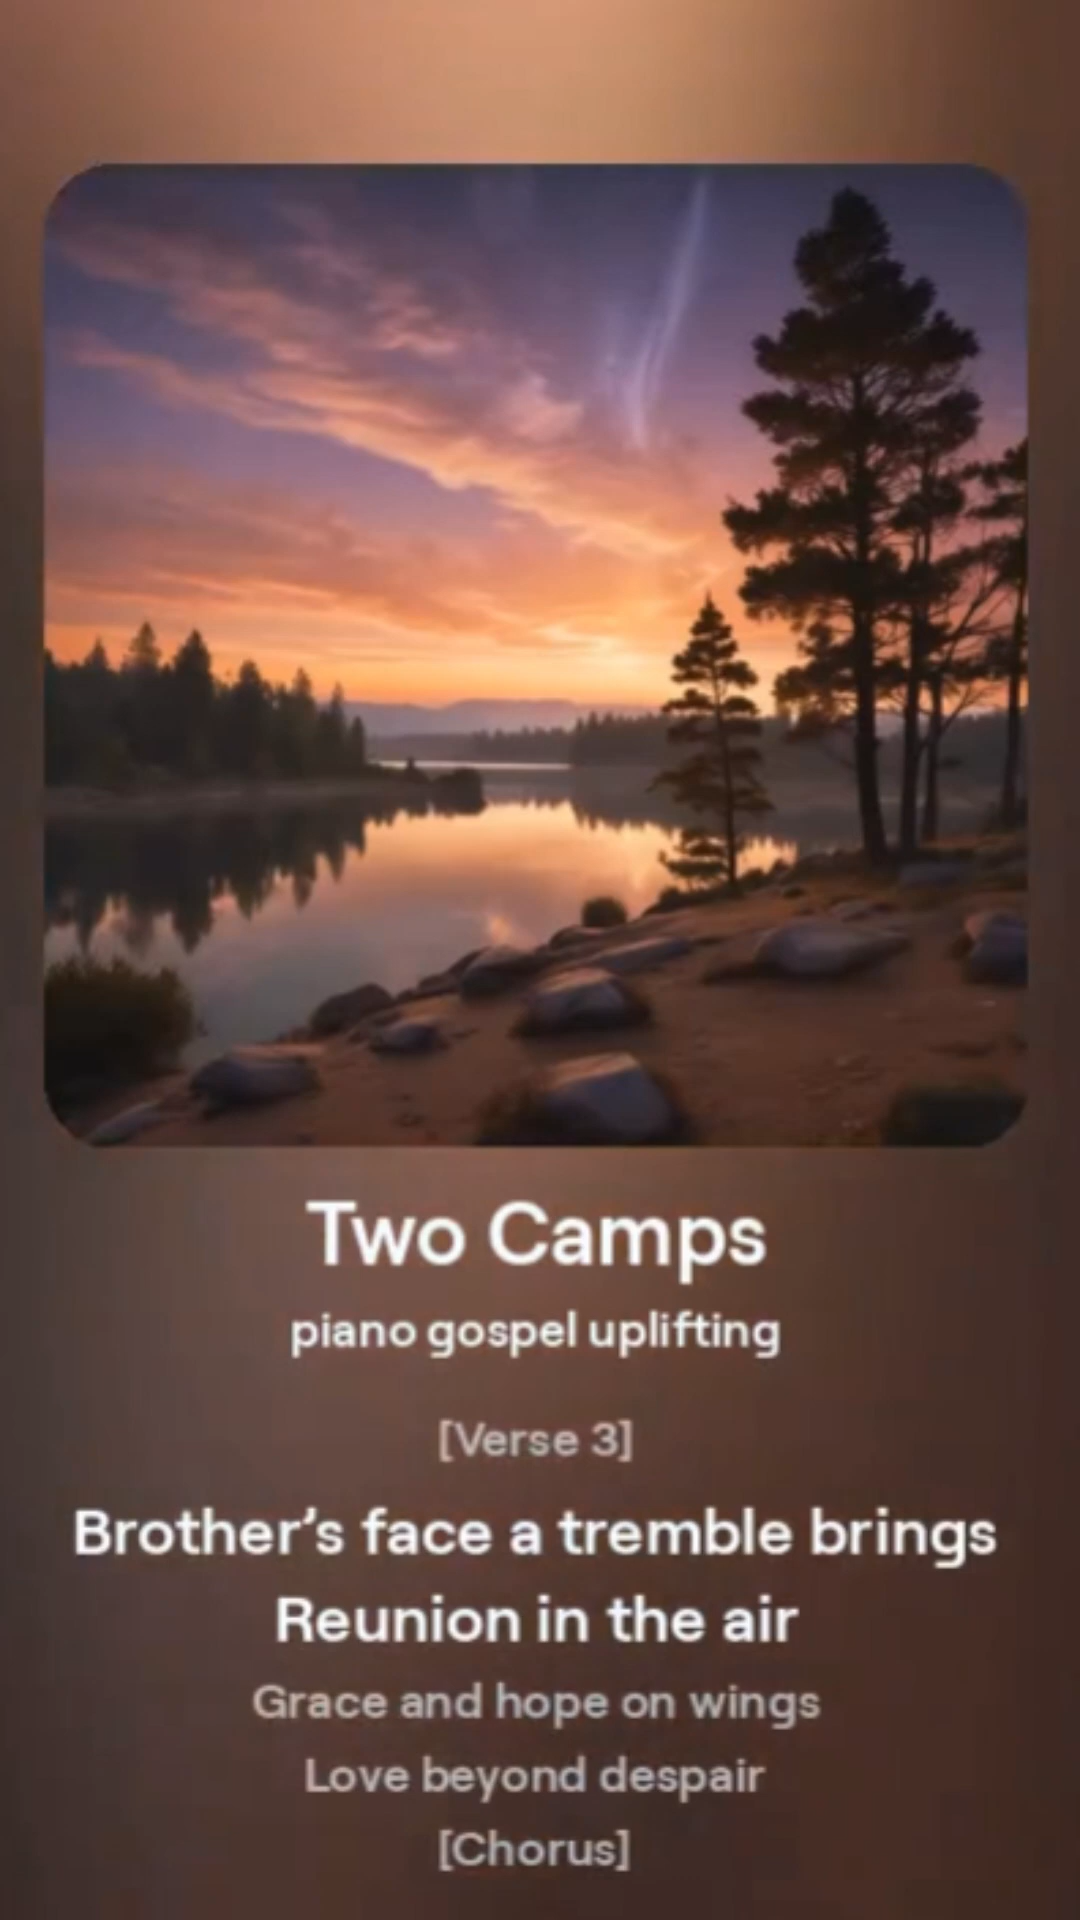 Two Camps
piano gospel uplifting
[Verse 3]
Brother’s face a tremble brings
Reunion in the air
Grace and hope on wings
Love beyond despair
[Chorus]